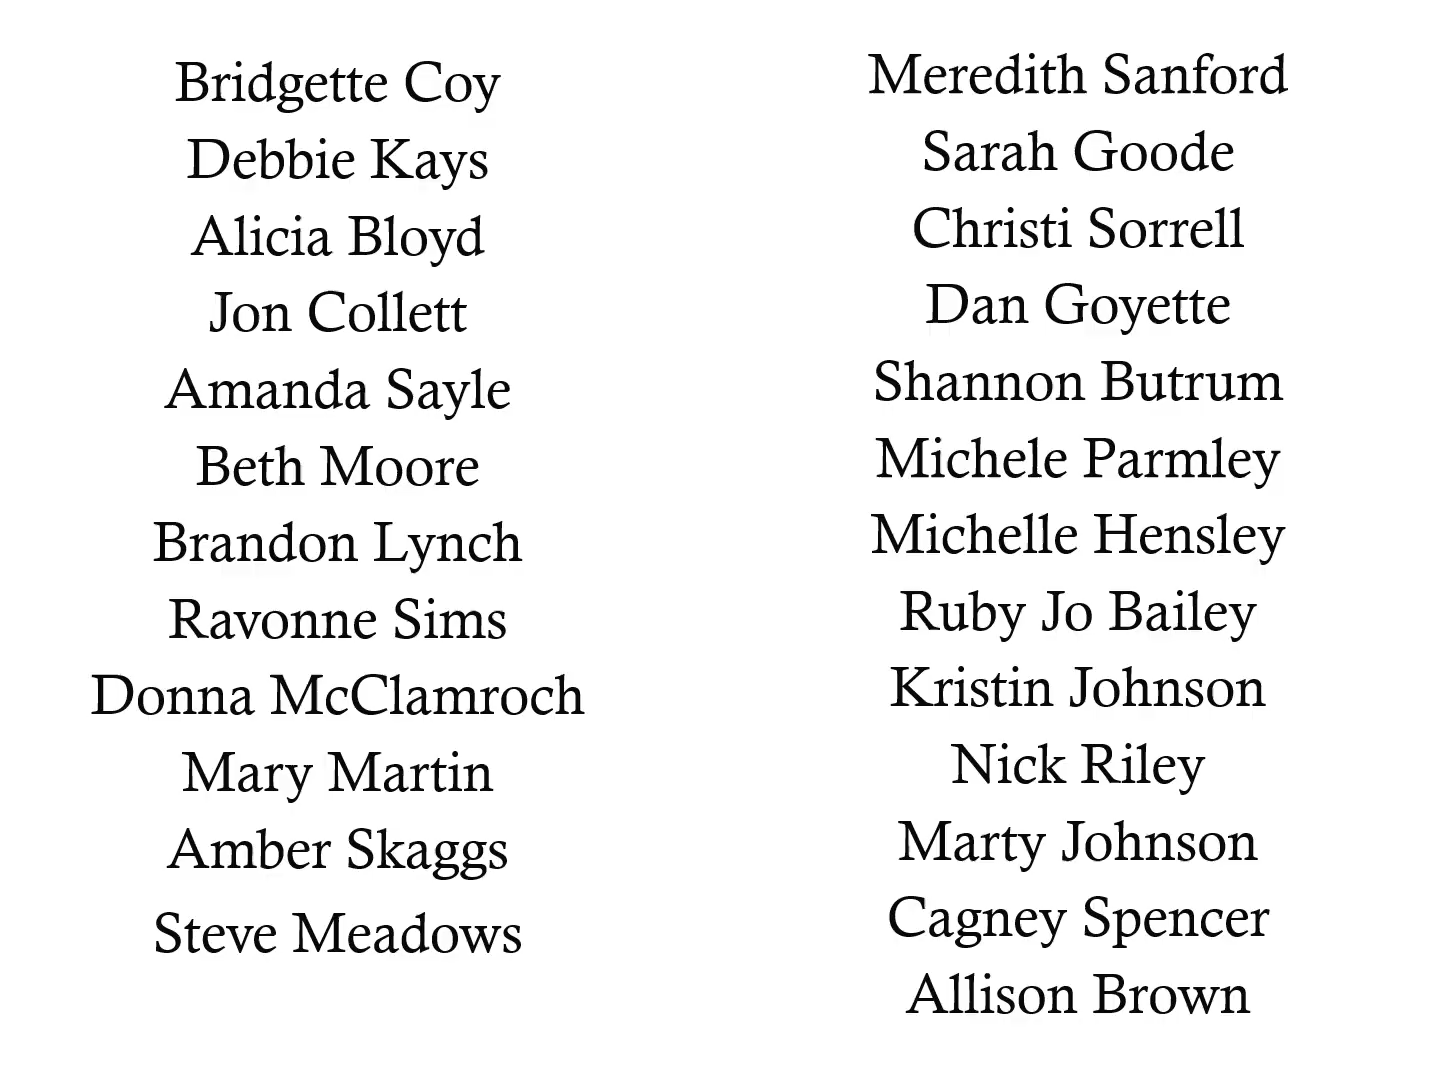 Bridgette Coy
Debbie Kays
Alicia Bloyd
Jon Collett
Amanda Sayle
Beth Moore
Brandon Lynch
Ravonne Sims
Donna McClamroch
Mary Martin
Amber Skaggs
Steve Meadows
Meredith Sanford
Sarah Goode
Christi Sorrell
Dan Goyette
Shannon Butrum
Michele Parmley
Michelle Hensley
Ruby Jo Bailey
Kristin Johnson
Nick Riley
Marty Johnson
Cagney Spencer
Allison Brown